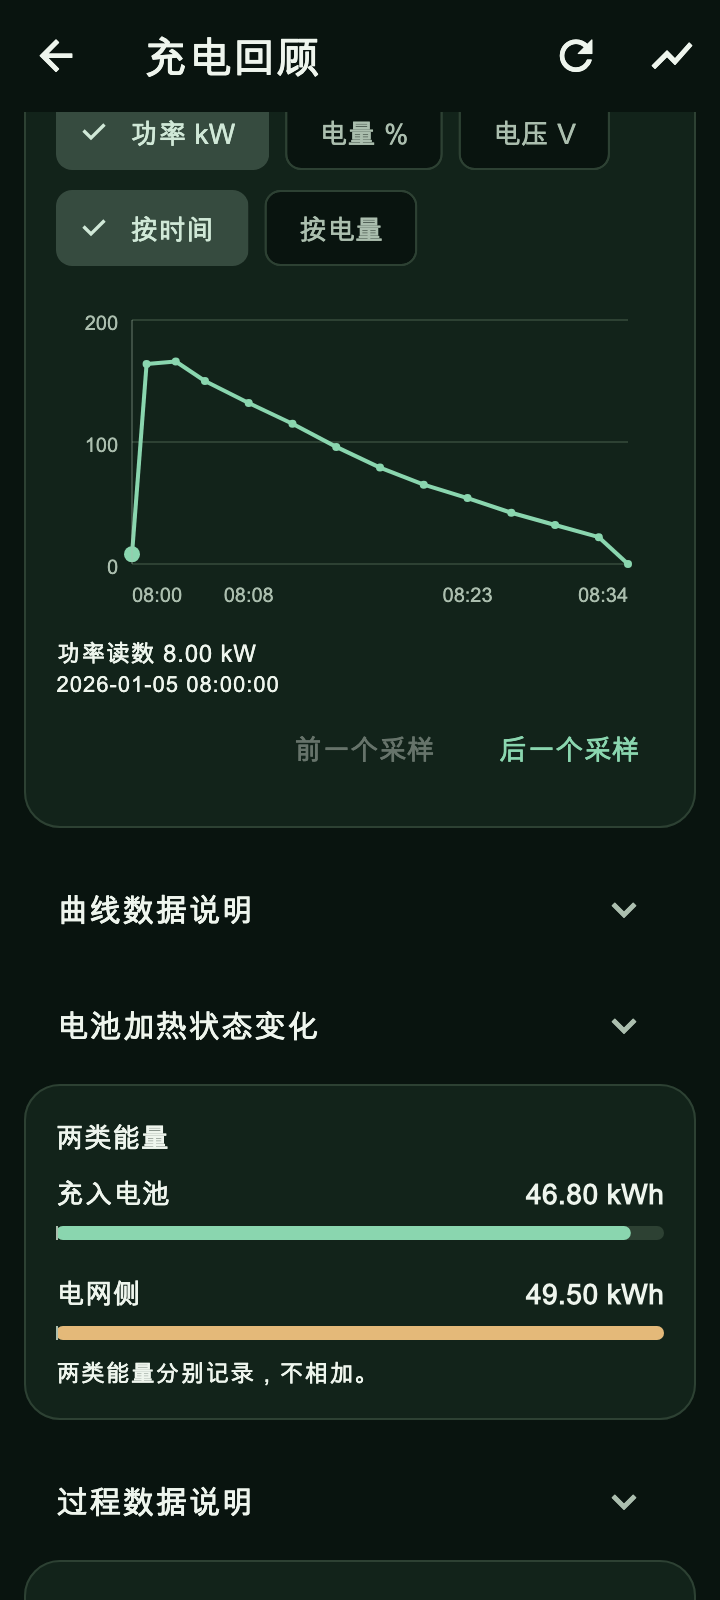 充电回顾
功率 kW
电量 %
电压 V
按时间
按电量
200
100
0
08:00 08:08 08:23 08:34
功率读数 8.00 kW
2026-01-05 08:00:00
前一个采样 后一个采样
曲线数据说明
电池加热状态变化
两类能量
充入电池 46.80 kWh
电网侧 49.50 kWh
两类能量分别记录，不相加。
过程数据说明